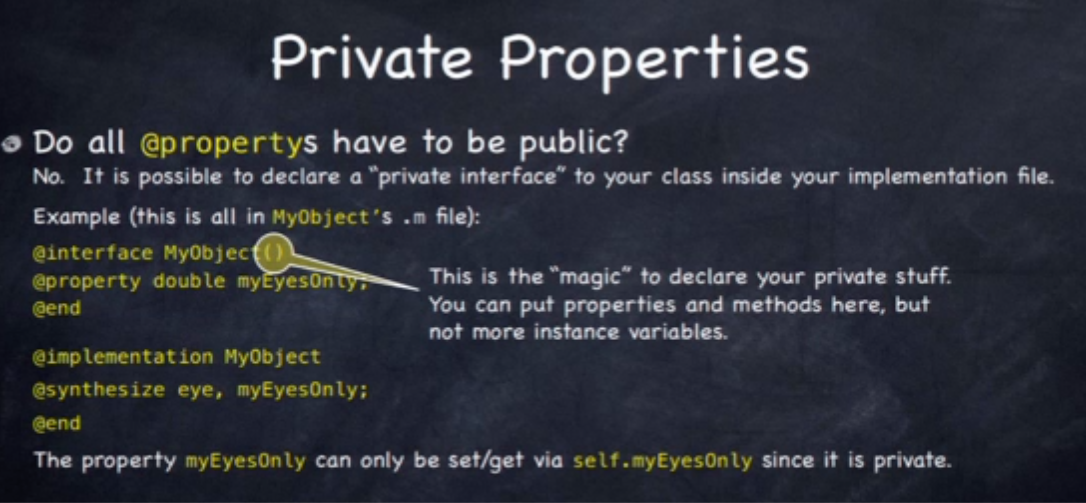 Private Properties
Do all @propertys have to be public?
No. It is possible to declare a “private interface” to your class inside your implementation file.
Example (this is all in MyObject’s .m file):
@interface MyObject()
@property double myEyesOnly;
@end
This is the “magic” to declare your private stuff.
You can put properties and methods here, but
not more instance variables.
@implementation MyObject
@synthesize eye, myEyesOnly;
@end
The property myEyesOnly can only be set/get via self.myEyesOnly since it is private.